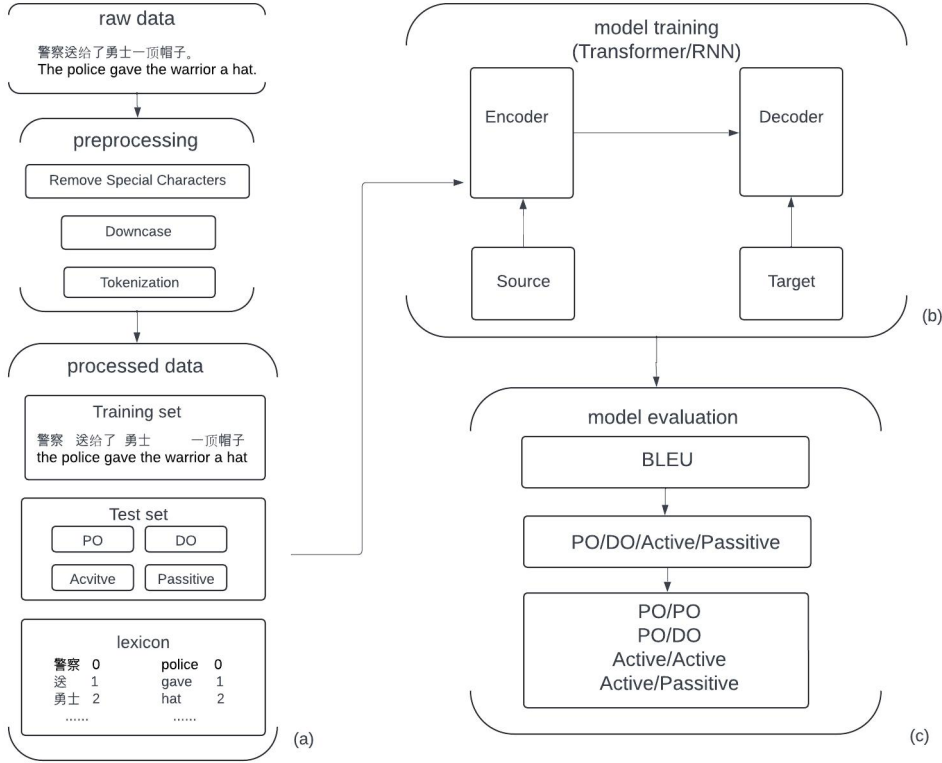 raw data
警察送给了勇士一顶帽子。
The police gave the warrior a hat.
preprocessing
Remove Special Characters
Downcase
Tokenization
processed data
Training set
警察 送给了 勇士 一顶帽子
the police gave the warrior a hat
Test set
PO DO
Acvitve Passitive
lexicon
警察 0 police 0
送 1 gave 1
勇士 2 hat 2
...... ......
(a)
model training
(Transformer/RNN)
Encoder Decoder
Source Target
(b)
model evaluation
BLEU
PO/DO/Active/Passitive
PO/PO
PO/DO
Active/Active
Active/Passitive
(c)